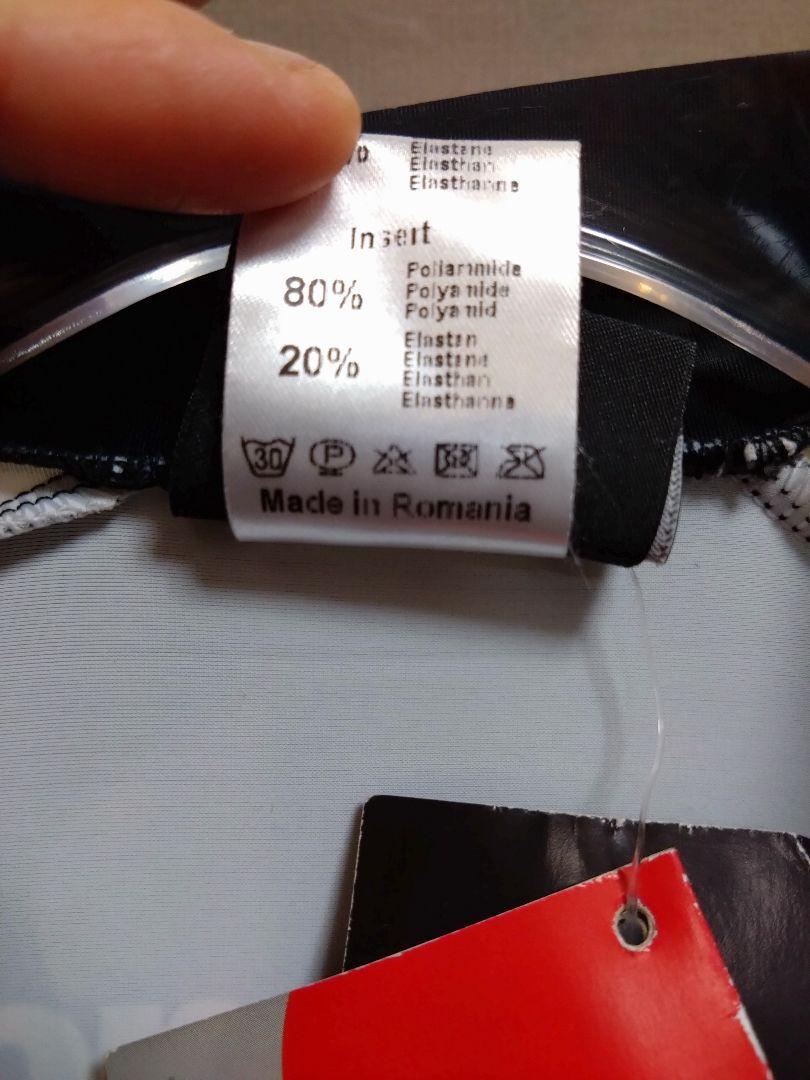 % Elastane
Elasthan
Elasthanne
Insert
80% Poliammide
Polyamide
Polyamid
20% Elastan
Elastane
Elasthan
Elasthanne
30 P
Made in Romania